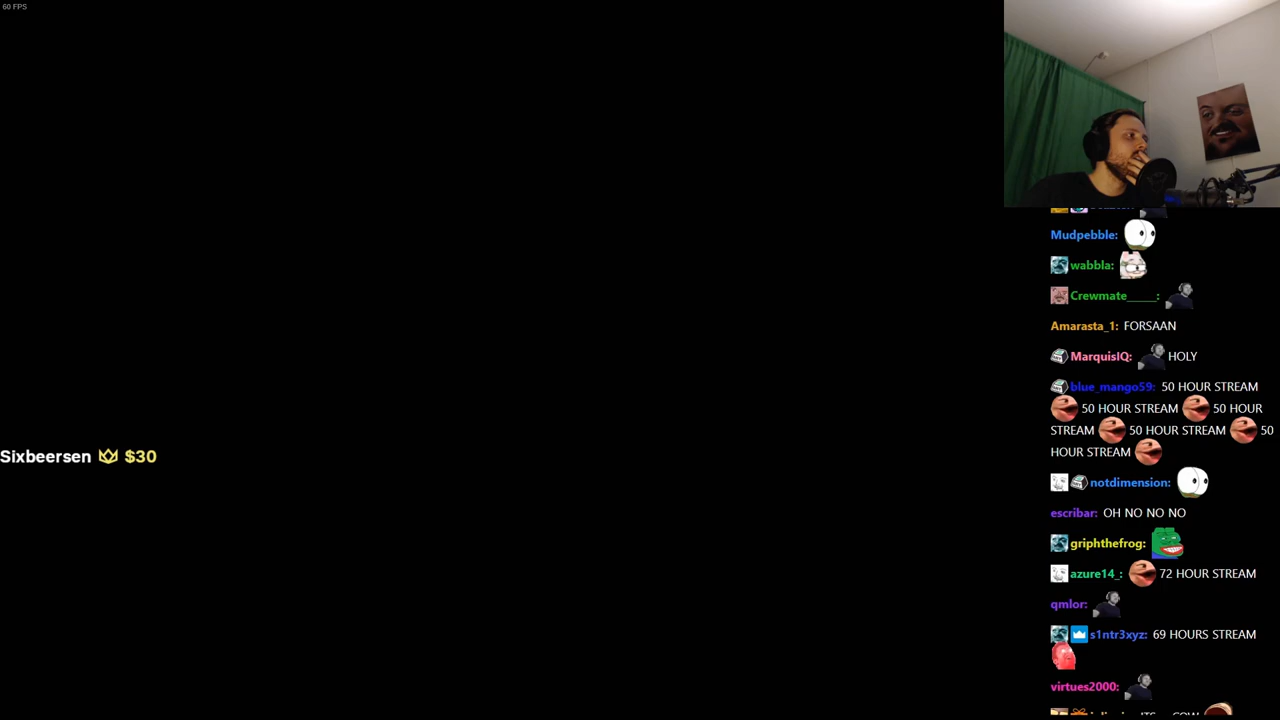 60 FPS
Mudpebble:
wabbla:
Crewmate_____:
Amarasta_1: FORSAAN
MarquisIQ: HOLY
blue_mango59: 50 HOUR STREAM
50 HOUR STREAM 50 HOUR
STREAM 50 HOUR STREAM 50
HOUR STREAM
Sixbeersen $30
notdimension:
escribar: OH NO NO NO
griphthefrog:
azure14_: 72 HOUR STREAM
qmlor:
s1ntr3xyz: 69 HOURS STREAM
virtues2000: